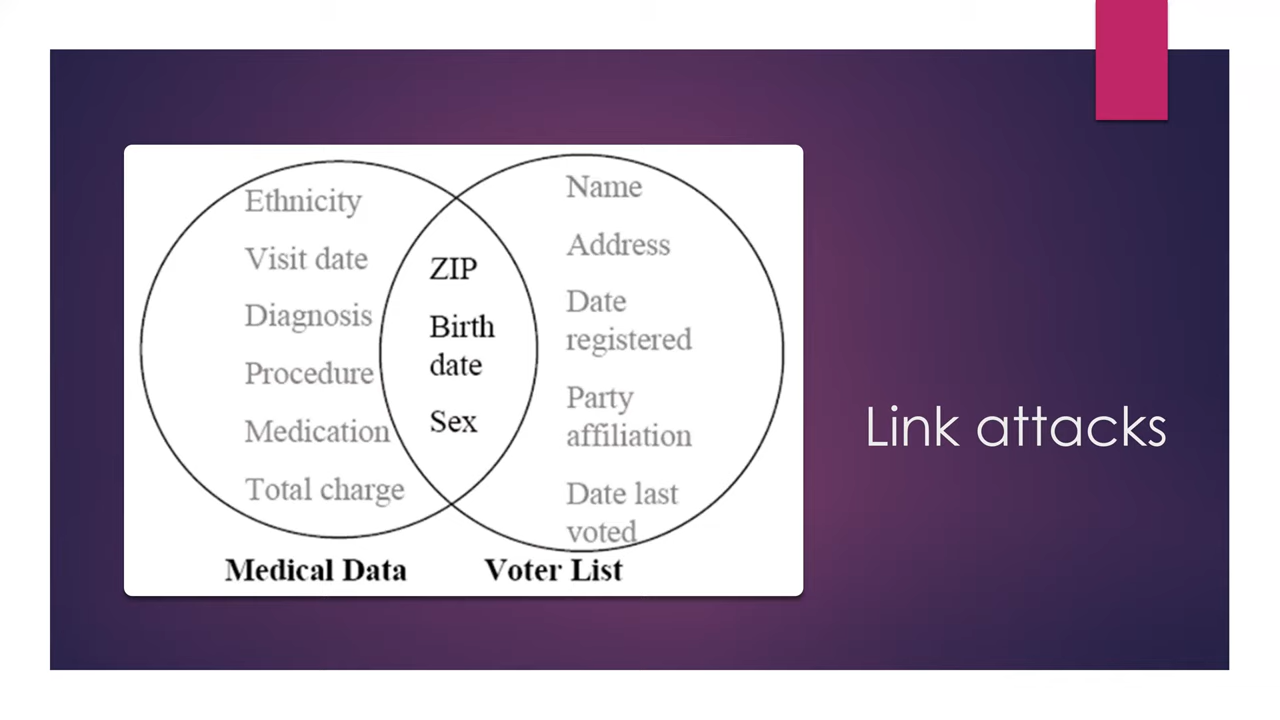 Ethnicity
Visit date
Diagnosis
Procedure
Medication
Total charge
ZIP
Birth
date
Sex
Name
Address
Date
registered
Party
affiliation
Date last
voted
Medical Data
Voter List
Link attacks